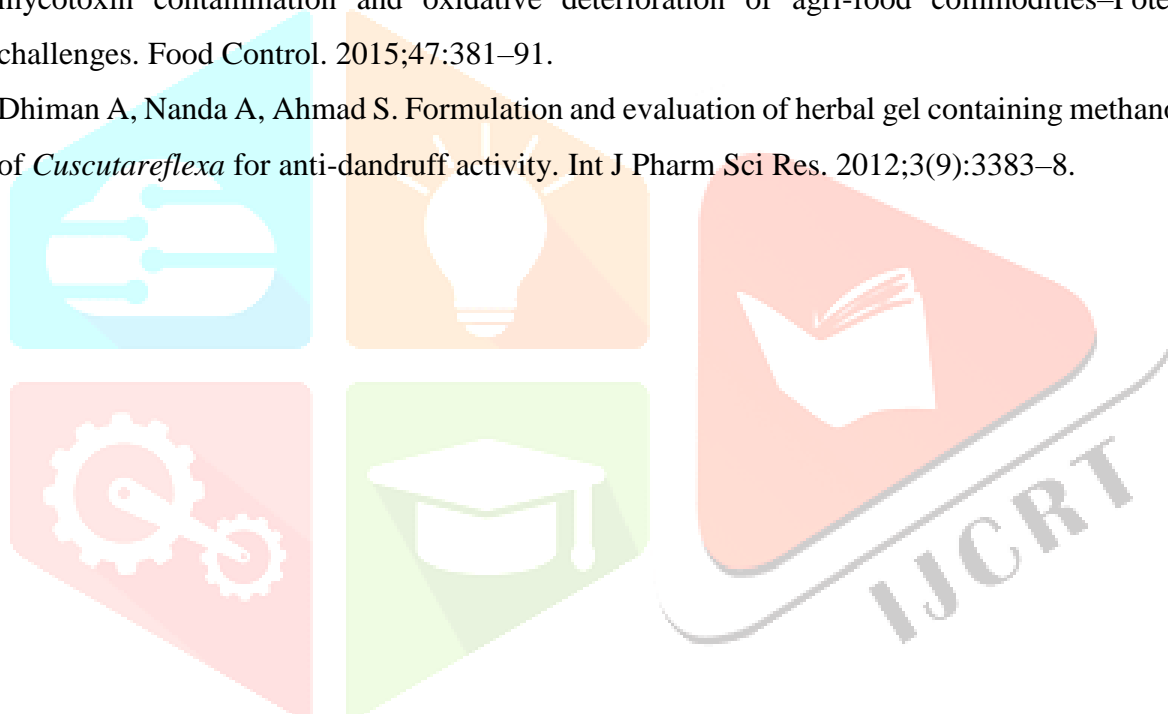 mycotoxin contamination and oxidative deterioration of agri-food commodities–Pote
challenges. Food Control. 2015;47:381–91.
Dhiman A, Nanda A, Ahmad S. Formulation and evaluation of herbal gel containing methano
of Cuscutareflexa for anti-dandruff activity. Int J Pharm Sci Res. 2012;3(9):3383–8.
IJCRT